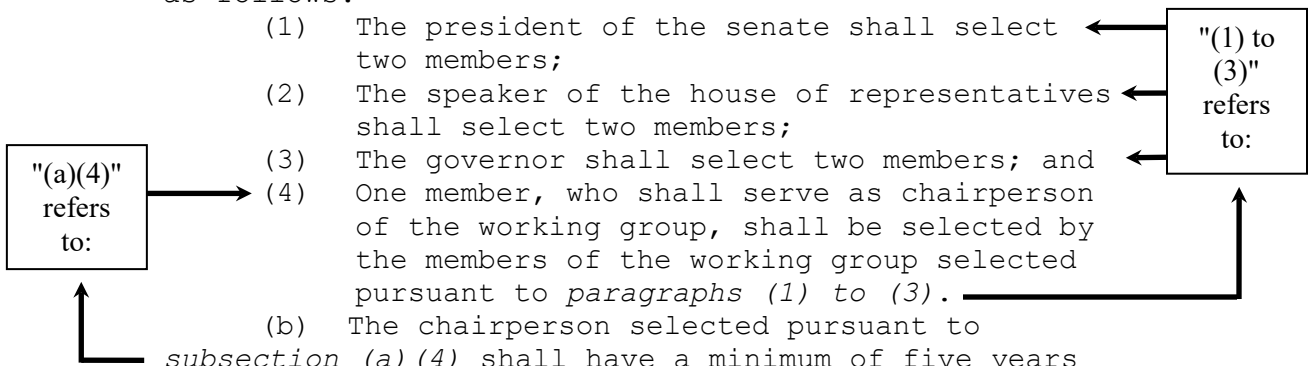 as follows:
(1) The president of the senate shall select
two members;
(2) The speaker of the house of representatives
shall select two members;
(3) The governor shall select two members; and
(4) One member, who shall serve as chairperson
of the working group, shall be selected by
the members of the working group selected
pursuant to paragraphs (1) to (3).
(b) The chairperson selected pursuant to
subsection (a)(4) shall have a minimum of five years
"(1) to
(3)"
refers
to:
"(a)(4)"
refers
to: